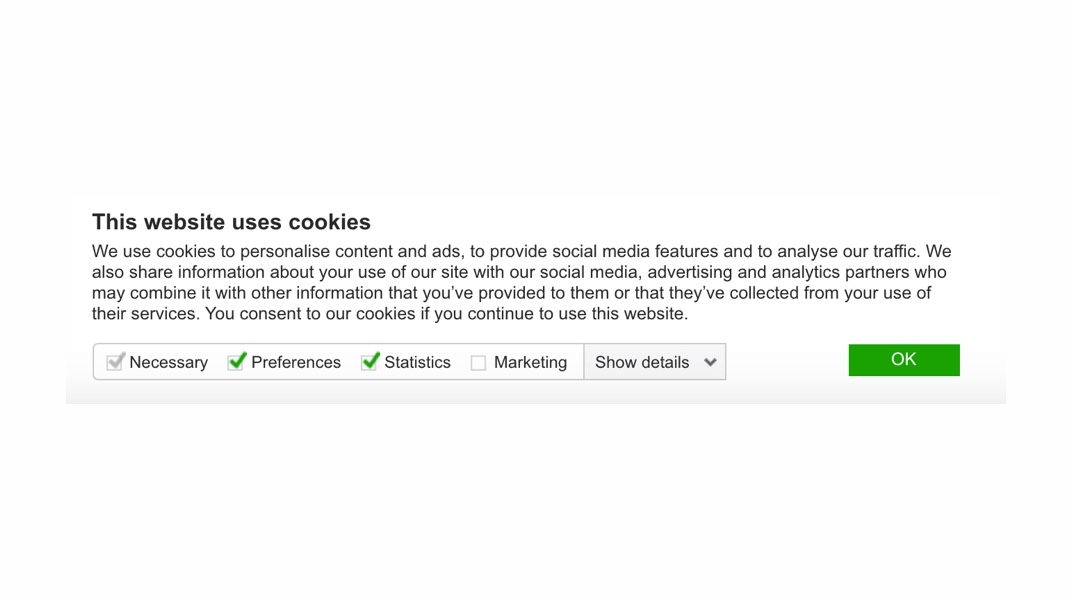 This website uses cookies
We use cookies to personalise content and ads, to provide social media features and to analyse our traffic. We
also share information about your use of our site with our social media, advertising and analytics partners who
may combine it with other information that you’ve provided to them or that they’ve collected from your use of
their services. You consent to our cookies if you continue to use this website.
Necessary Preferences Statistics Marketing Show details OK